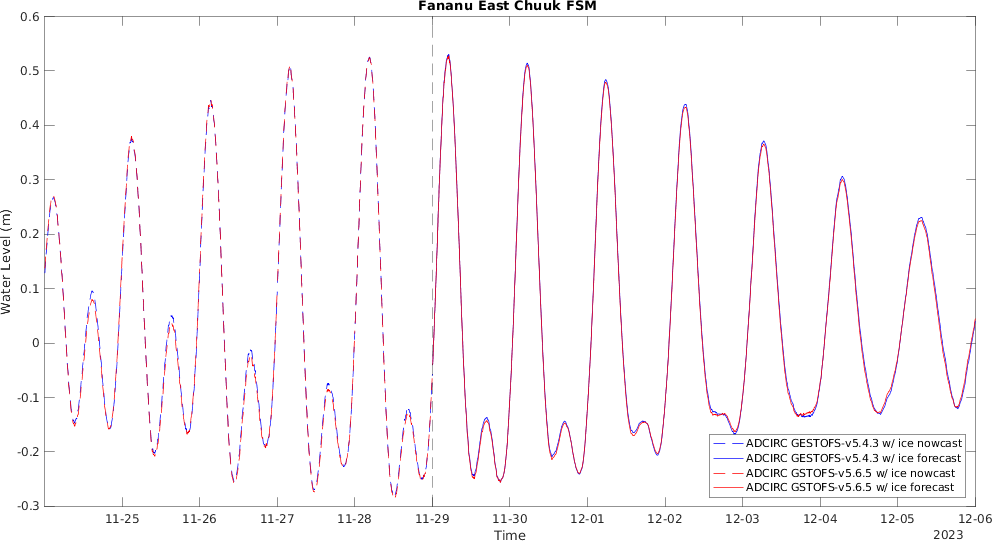 Fananu East Chuuk FSM
0.6
0.5
0.4
0.3
0.2
0.1
0
-0.1
-0.2
-0.3
Water Level (m)
11-25 11-26 11-27 11-28 11-29 11-30 12-01 12-02 12-03 12-04 12-05 12-06
Time
2023
ADCIRC GESTOFS-v5.4.3 w/ ice nowcast
ADCIRC GESTOFS-v5.4.3 w/ ice forecast
ADCIRC GSTOFS-v5.6.5 w/ ice nowcast
ADCIRC GSTOFS-v5.6.5 w/ ice forecast